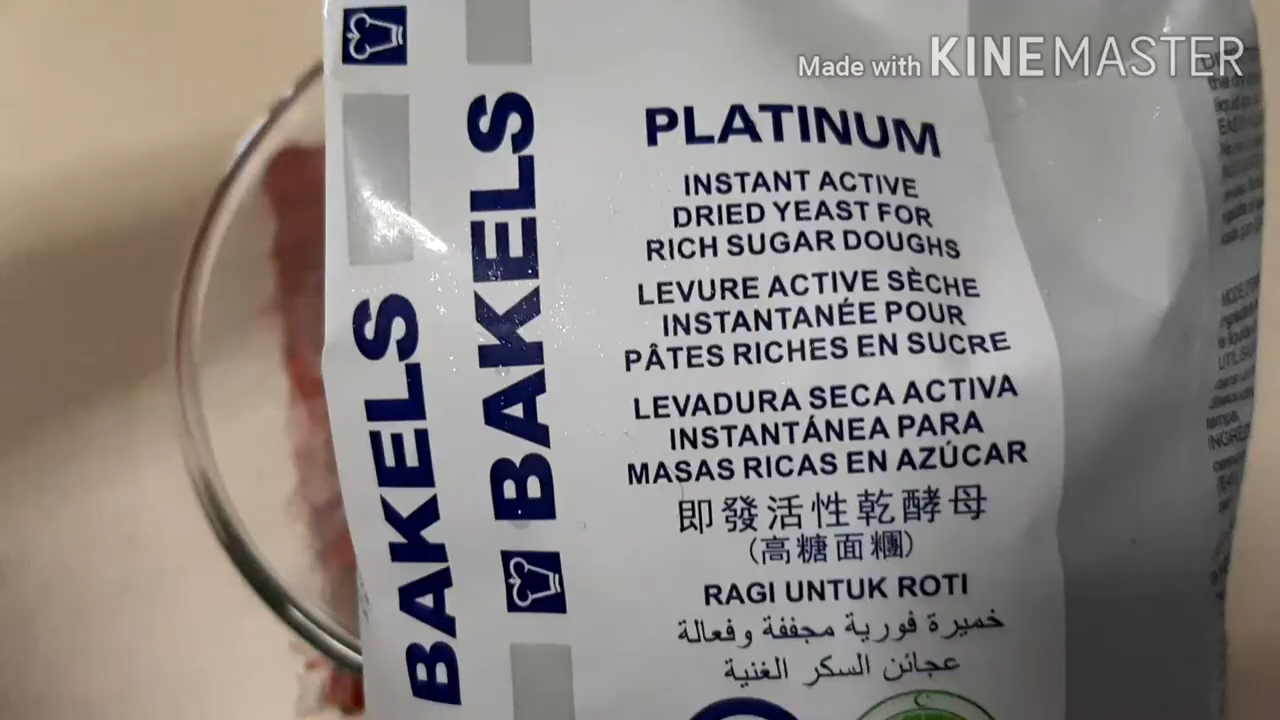 Made with KINEMASTER
BAKELS
BAKELS
PLATINUM
INSTANT ACTIVE
DRIED YEAST FOR
RICH SUGAR DOUGHS
LEVURE ACTIVE SÈCHE
INSTANTANÉE POUR
PÂTES RICHES EN SUCRE
LEVADURA SECA ACTIVA
INSTANTÁNEA PARA
MASAS RICAS EN AZÚCAR
即發活性乾酵母
(高糖面糰)
RAGI UNTUK ROTI
خميرة فورية مجففة وفعالة
عجائن السكر الغنية